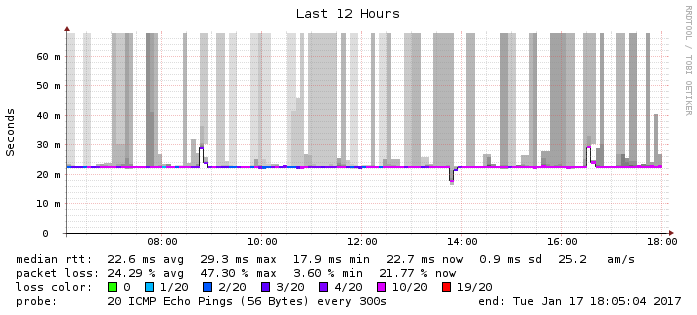 Last 12 Hours
RRDTOOL / TOBI OETIKER
Seconds
60 m
50 m
40 m
30 m
20 m
10 m
0
08:00 10:00 12:00 14:00 16:00 18:00
median rtt: 22.6 ms avg 29.3 ms max 17.9 ms min 22.7 ms now 0.9 ms sd 25.2 am/s
packet loss: 24.29 % avg 47.30 % max 3.60 % min 21.77 % now
loss color: 0 1/20 2/20 3/20 4/20 10/20 19/20
probe: 20 ICMP Echo Pings (56 Bytes) every 300s end: Tue Jan 17 18:05:04 2017